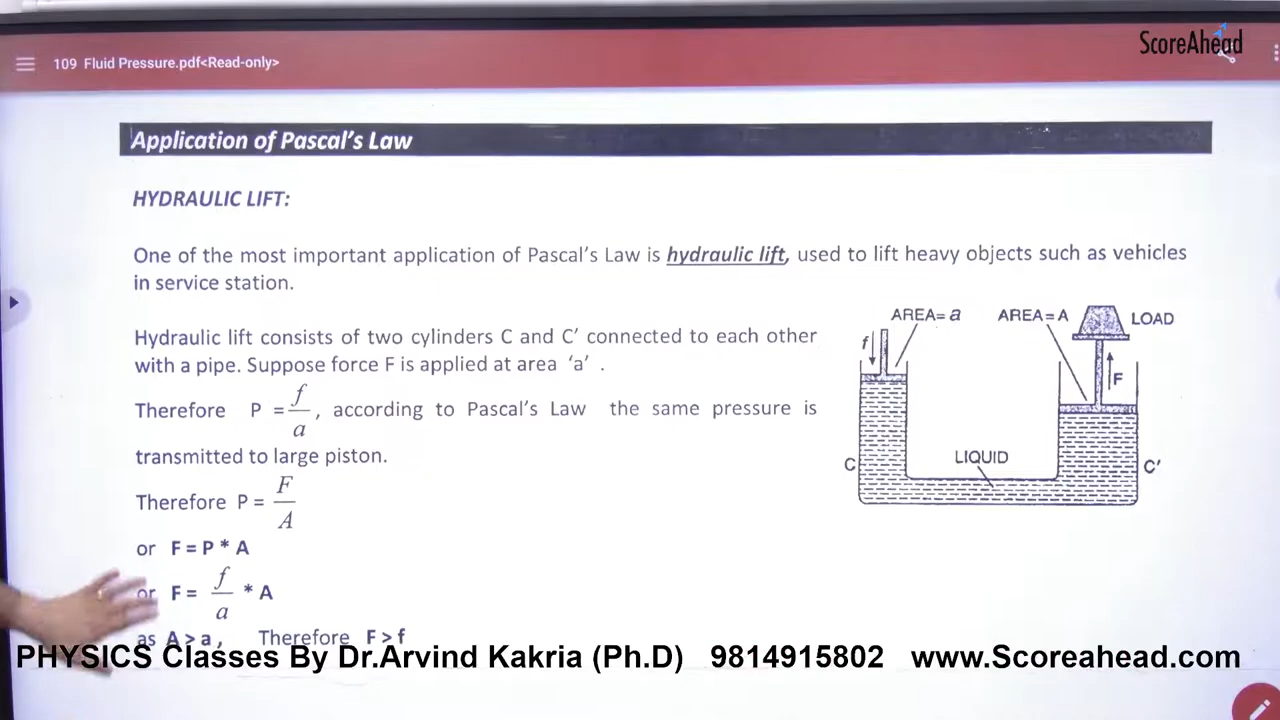 ScoreAhead
109 Fluid Pressure.pdf<Read-only>
Application of Pascal's Law
HYDRAULIC LIFT:
One of the most important application of Pascal's Law is hydraulic lift, used to lift heavy objects such as vehicles
in service station.
Hydraulic lift consists of two cylinders C and C' connected to each other
with a pipe. Suppose force F is applied at area 'a' .
Therefore P = f/a , according to Pascal's Law the same pressure is
transmitted to large piston.
Therefore P = F/A
or F = P * A
or F = f/a * A
as A > a , Therefore F > f
AREA= a
AREA= A
LOAD
f
F
LIQUID
C
C'
PHYSICS Classes By Dr.Arvind Kakria (Ph.D) 9814915802 www.Scoreahead.com